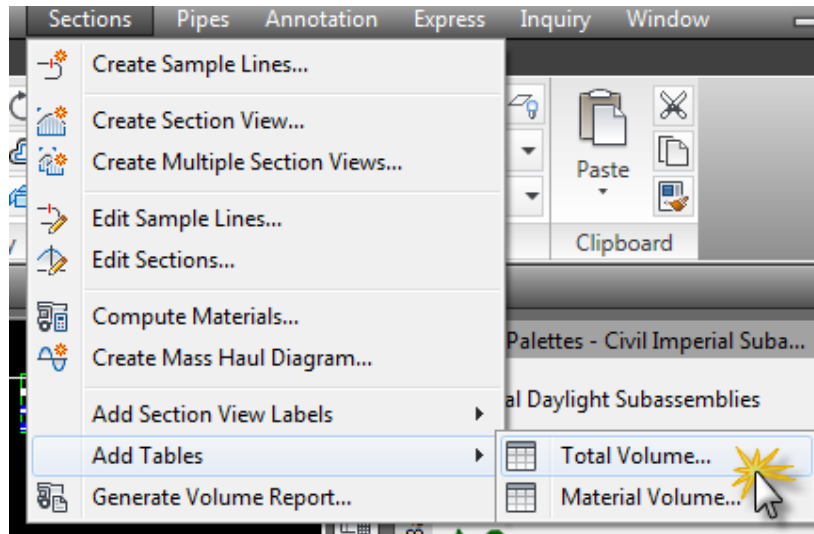 Sections Pipes Annotation Express Inquiry Window
Create Sample Lines...
Create Section View...
Create Multiple Section Views...
Edit Sample Lines...
Edit Sections...
Compute Materials...
Create Mass Haul Diagram...
Add Section View Labels
Add Tables
Generate Volume Report...
Total Volume...
Material Volume...
Paste
Clipboard
Palettes - Civil Imperial Suba...
al Daylight Subassemblies